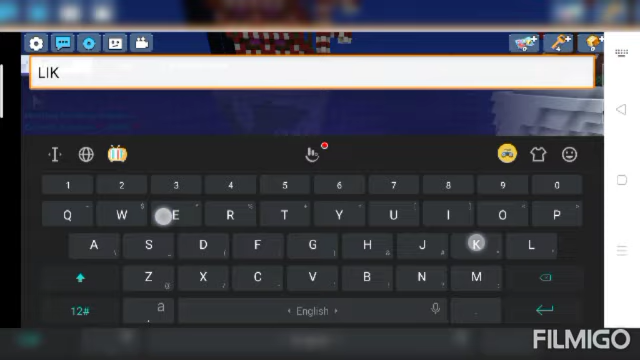 LIK
1 2 3 4 5 6 7 8 9 0
Q W E R T Y U I O P
A S D F G H J K L
Z X C V B N M
12# a English .
FILMIGO